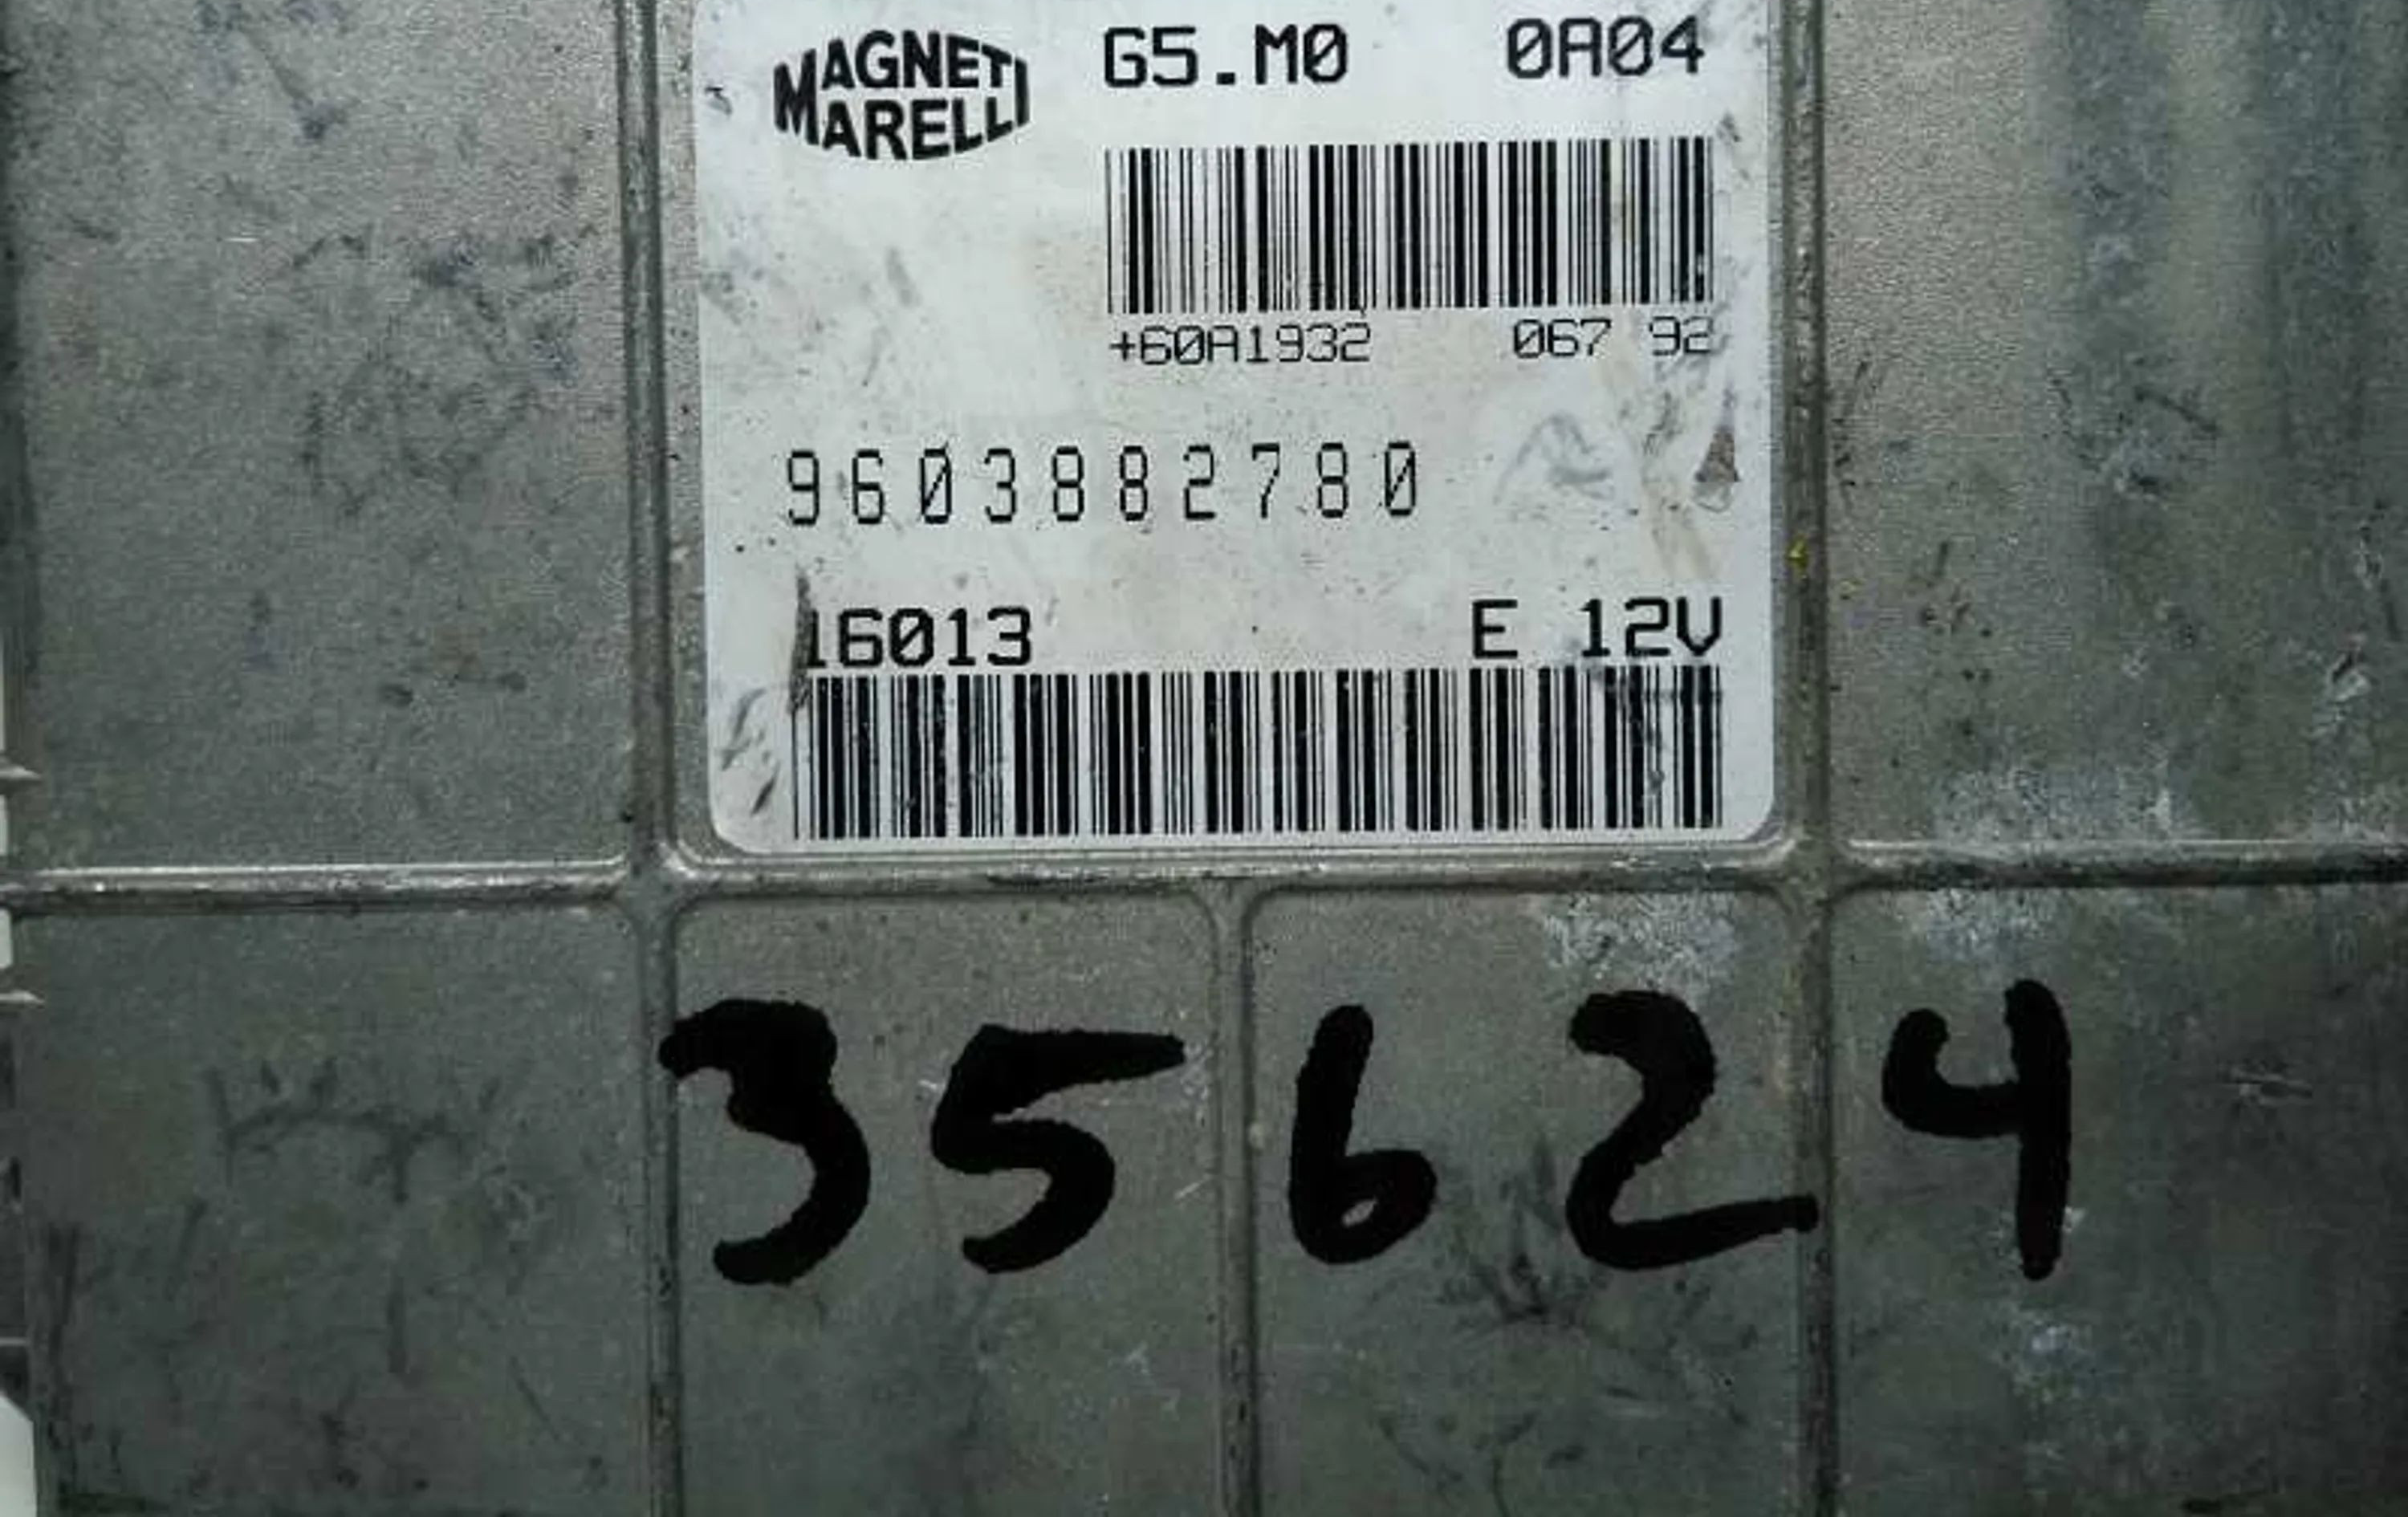 MAGNETI
MARELLI
G5.M0 0A04
+60A1932 067 92
9603882780
16013 E 12V
35624